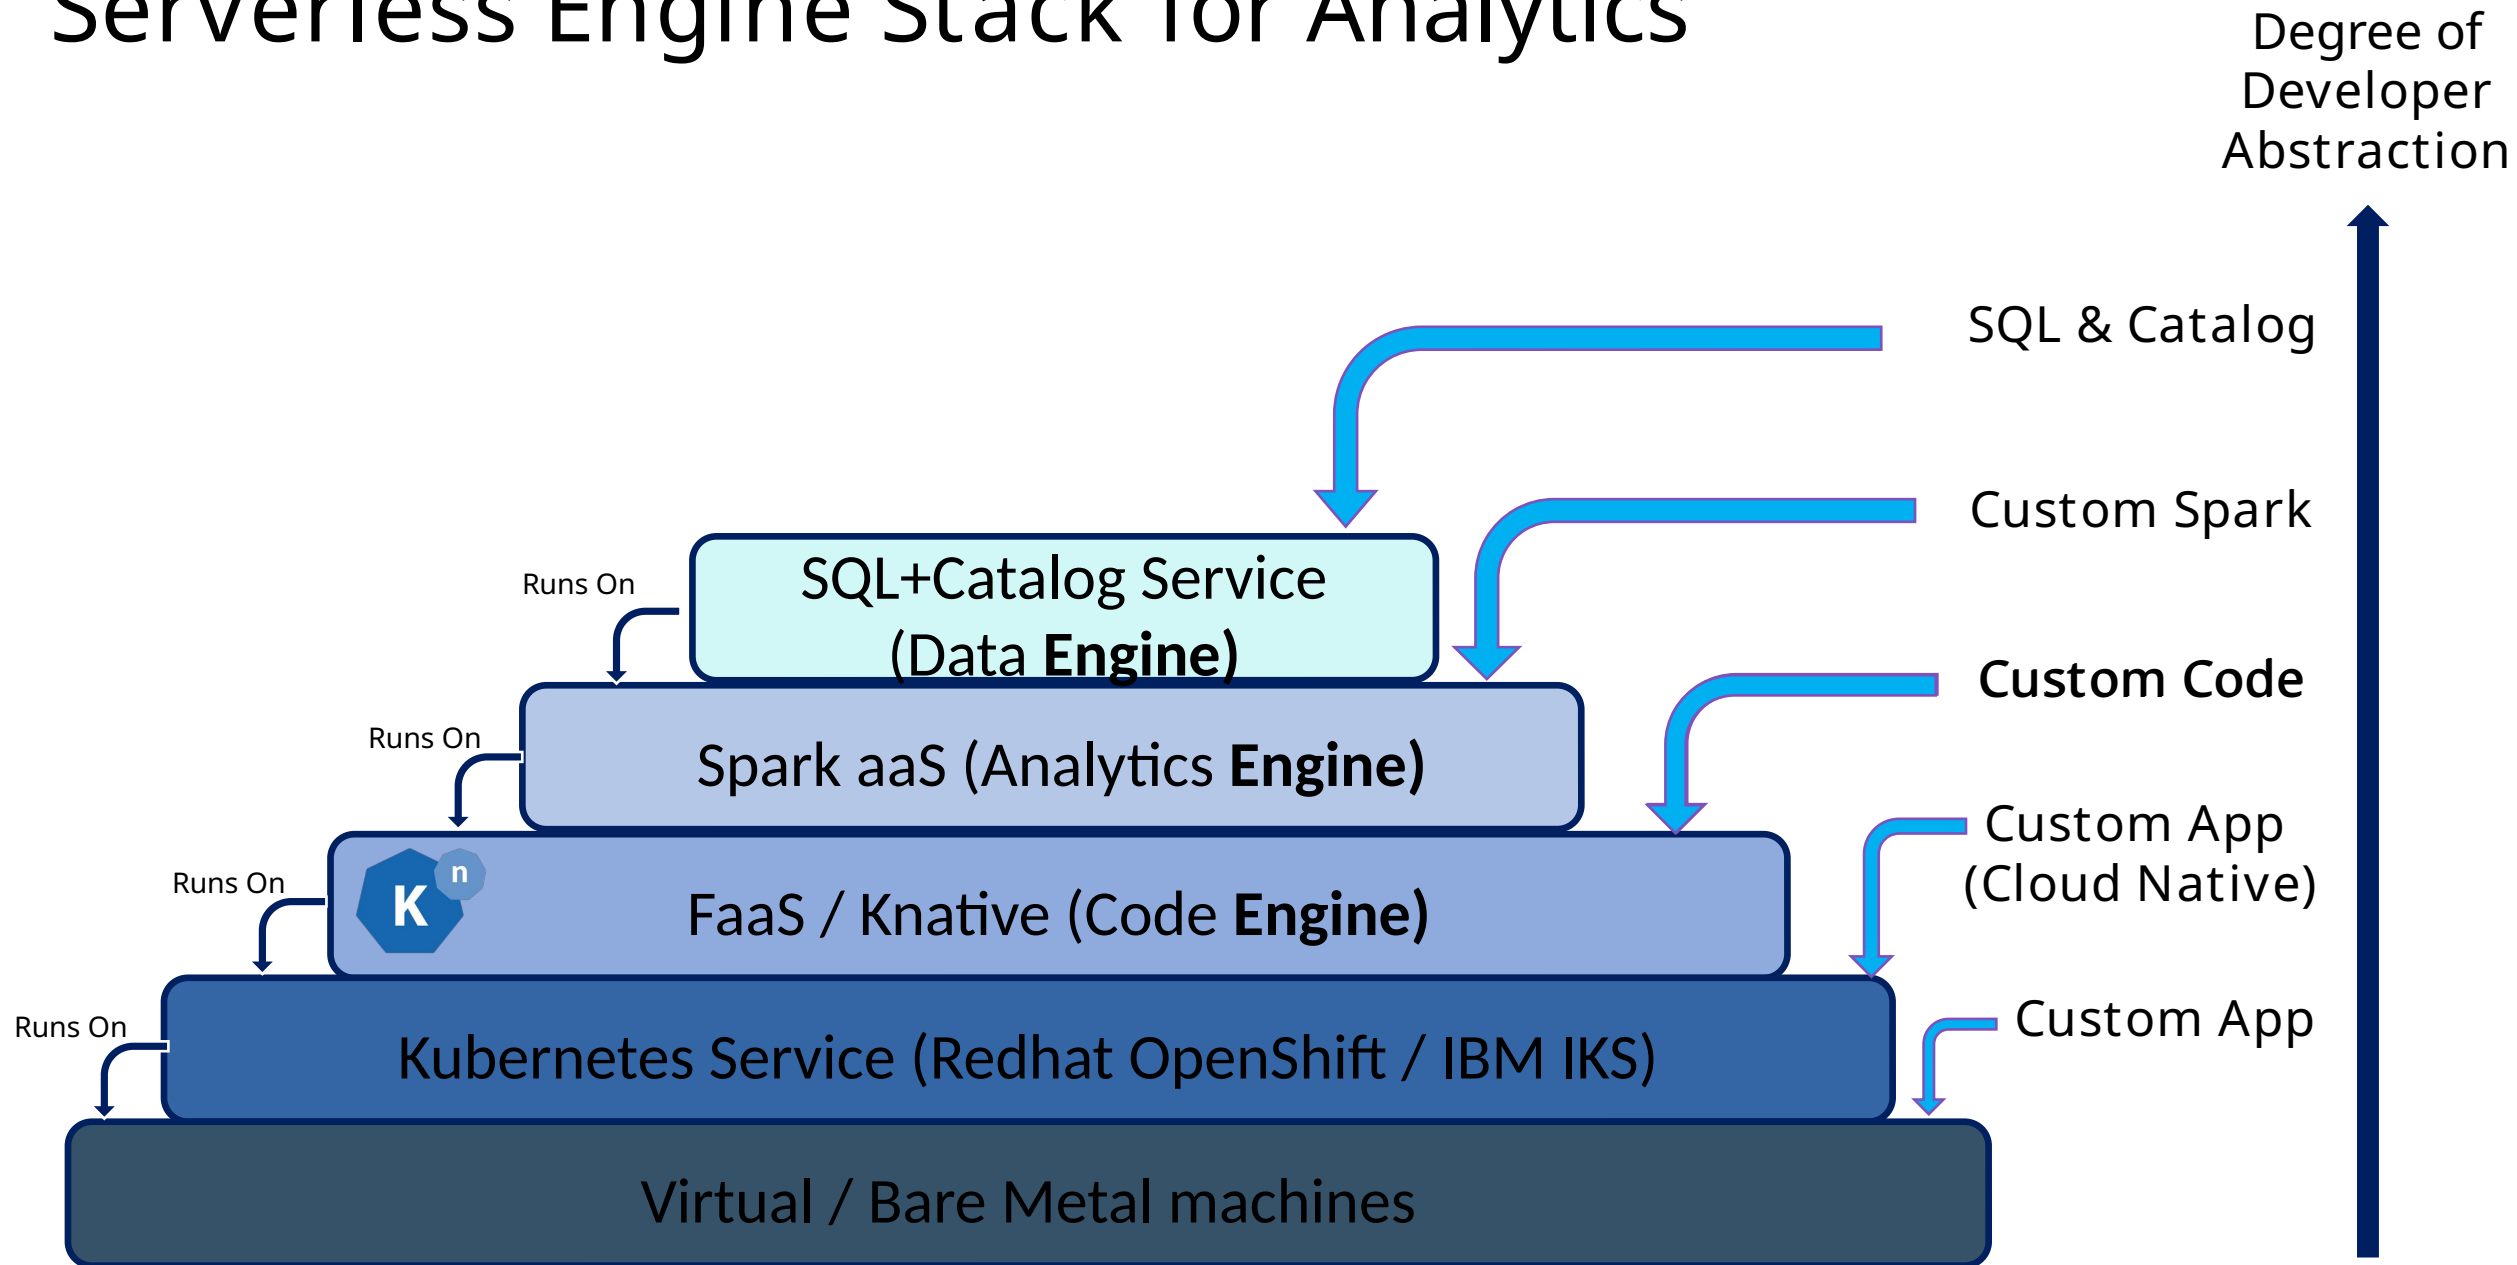 Serverless Engine Stack for Analytics
Degree of
Developer
Abstraction
SQL & Catalog
Custom Spark
SQL+Catalog Service
(Data Engine)
Runs On
Custom Code
Spark aaS (Analytics Engine)
Runs On
Custom App
(Cloud Native)
K n
FaaS / Knative (Code Engine)
Runs On
Custom App
Kubernetes Service (Redhat OpenShift / IBM IKS)
Runs On
Virtual / Bare Metal machines